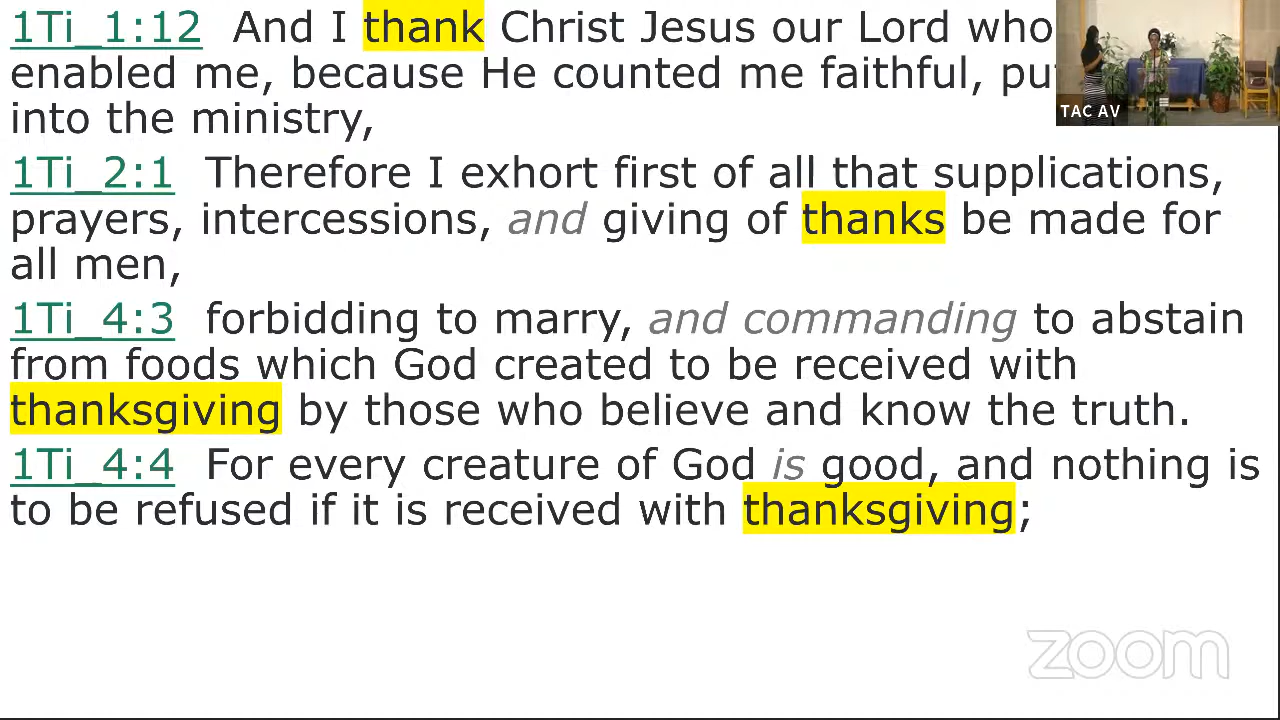 1Ti_1:12 And I thank Christ Jesus our Lord who
enabled me, because He counted me faithful,
into the ministry,
1Ti_2:1 Therefore I exhort first of all that supplications,
prayers, intercessions, and giving of thanks be made for
all men,
1Ti_4:3 forbidding to marry, and commanding to abstain
from foods which God created to be received with
thanksgiving by those who believe and know the truth.
1Ti_4:4 For every creature of God is good, and nothing is
to be refused if it is received with thanksgiving;
TAC AV
zoom